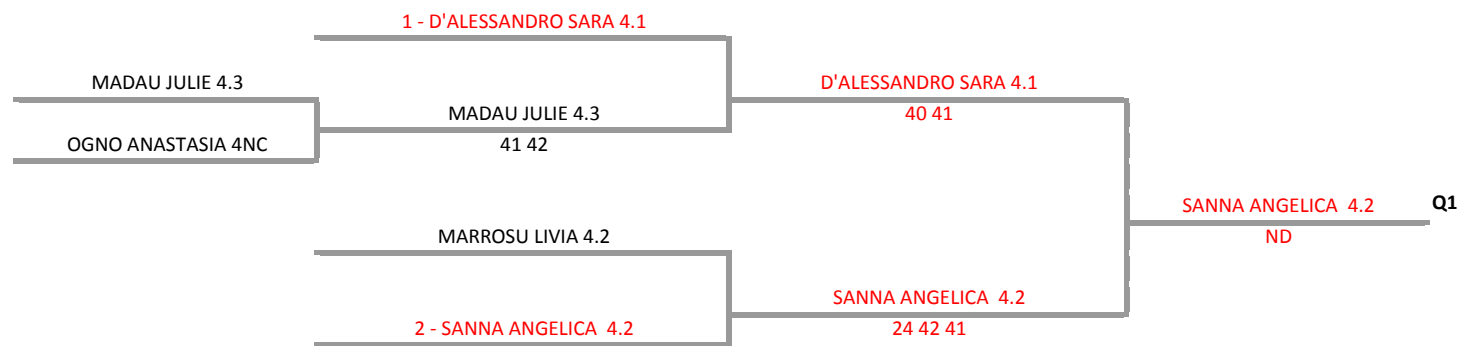 1 - D'ALESSANDRO SARA 4.1
MADAU JULIE 4.3
D'ALESSANDRO SARA 4.1
MADAU JULIE 4.3
40 41
OGNO ANASTASIA 4NC
41 42
SANNA ANGELICA 4.2
Q1
MARROSU LIVIA 4.2
ND
SANNA ANGELICA 4.2
2 - SANNA ANGELICA 4.2
24 42 41